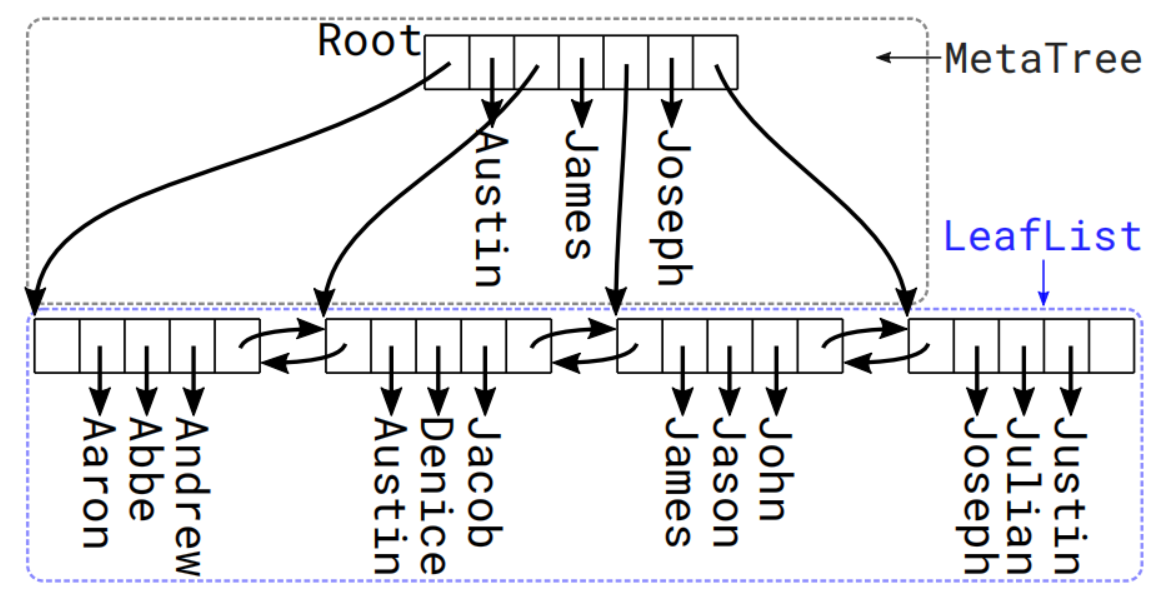 Root
MetaTree
Austin
James
Joseph
LeafList
Aaron
Abbe
Andrew
Austin
Denice
Jacob
James
Jason
John
Joseph
Julian
Justin